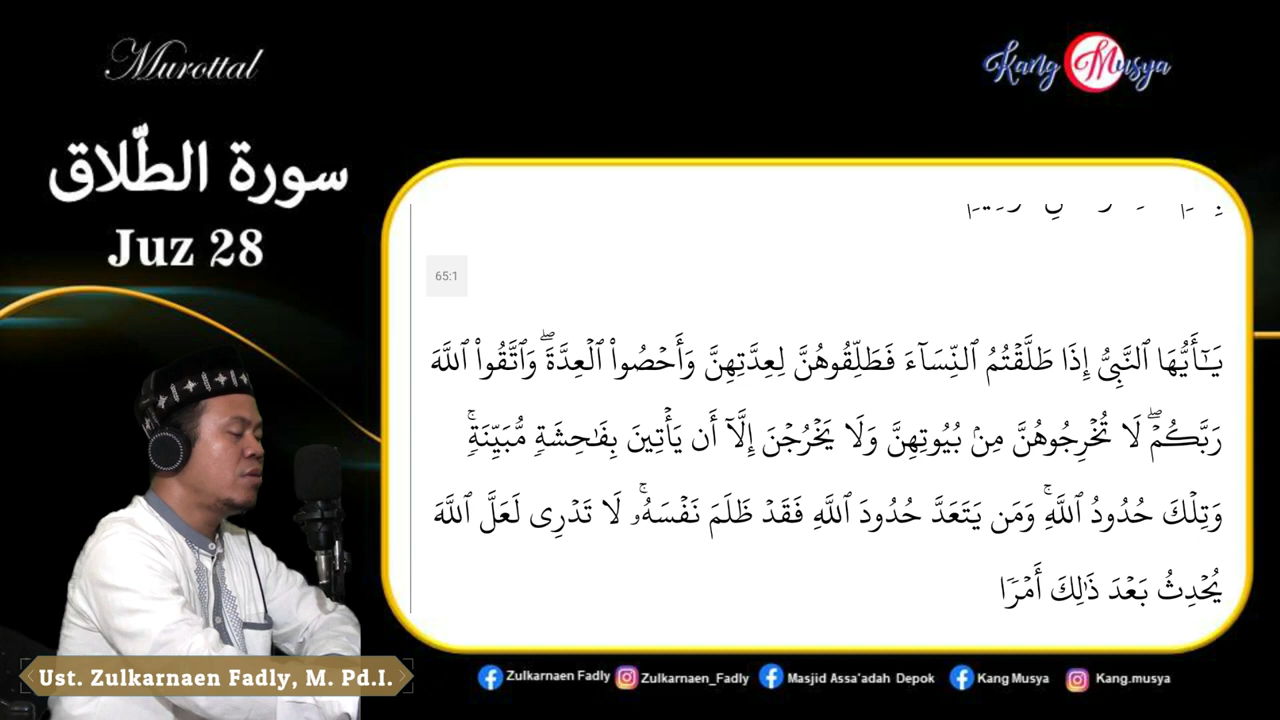 Murottal
Kang Musya
سورة الطّلاق
Juz 28
65:1
يَـٰٓأَيُّهَا ٱلنَّبِىُّ إِذَا طَلَّقْتُمُ ٱلنِّسَآءَ فَطَلِّقُوهُنَّ لِعِدَّتِهِنَّ وَأَحْصُوا۟ ٱلْعِدَّةَ ۖ وَٱتَّقُوا۟ ٱللَّهَ
رَبَّكُمْ ۖ لَا تُخْرِجُوهُنَّ مِنۢ بُيُوتِهِنَّ وَلَا يَخْرُجْنَ إِلَّآ أَن يَأْتِينَ بِفَـٰحِشَةٍ مُّبَيِّنَةٍ ۚ
وَتِلْكَ حُدُودُ ٱللَّهِ ۚ وَمَن يَتَعَدَّ حُدُودَ ٱللَّهِ فَقَدْ ظَلَمَ نَفْسَهُۥ ۚ لَا تَدْرِى لَعَلَّ ٱللَّهَ
يُحْدِثُ بَعْدَ ذَٰلِكَ أَمْرًا
Ust. Zulkarnaen Fadly, M. Pd.I.
Zulkarnaen Fadly Zulkarnaen_Fadly Masjid Assa'adah Depok Kang Musya Kang.musya